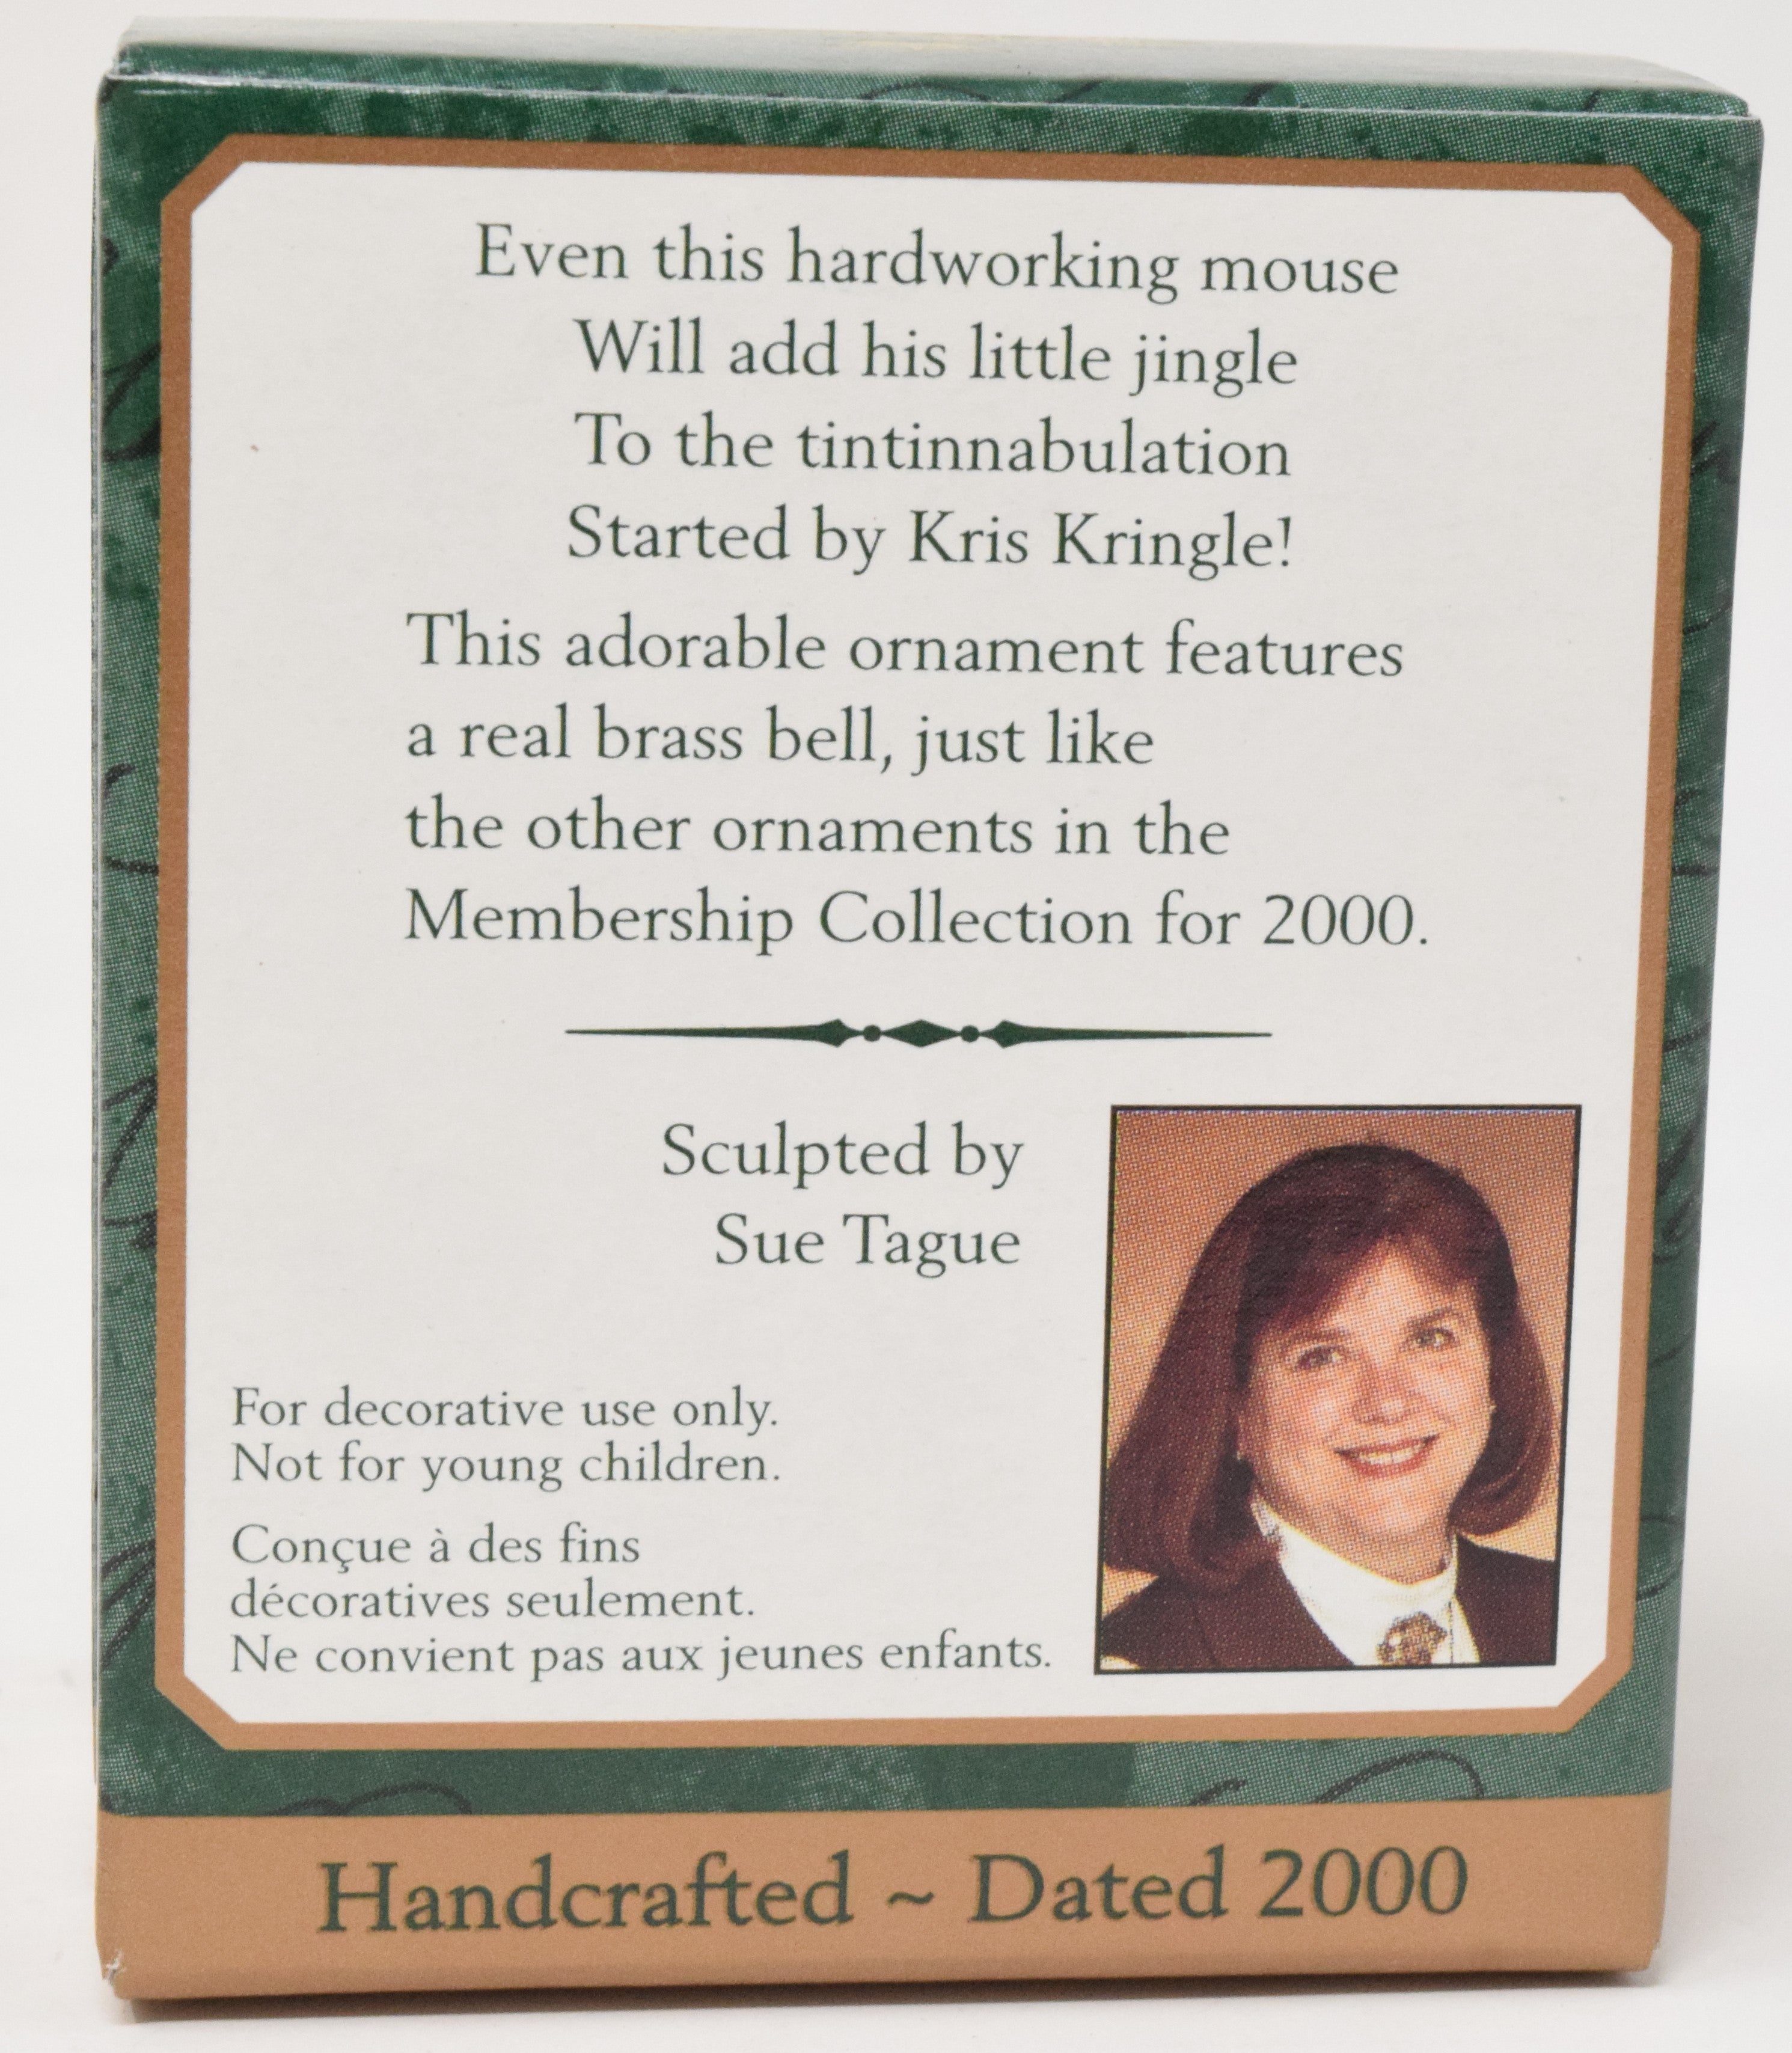 Even this hardworking mouse
Will add his little jingle
To the tintinnabulation
Started by Kris Kringle!
This adorable ornament features
a real brass bell, just like
the other ornaments in the
Membership Collection for 2000.
Sculpted by
Sue Tague
For decorative use only.
Not for young children.
Conçue à des fins
décoratives seulement.
Ne convient pas aux jeunes enfants.
Handcrafted ~ Dated 2000